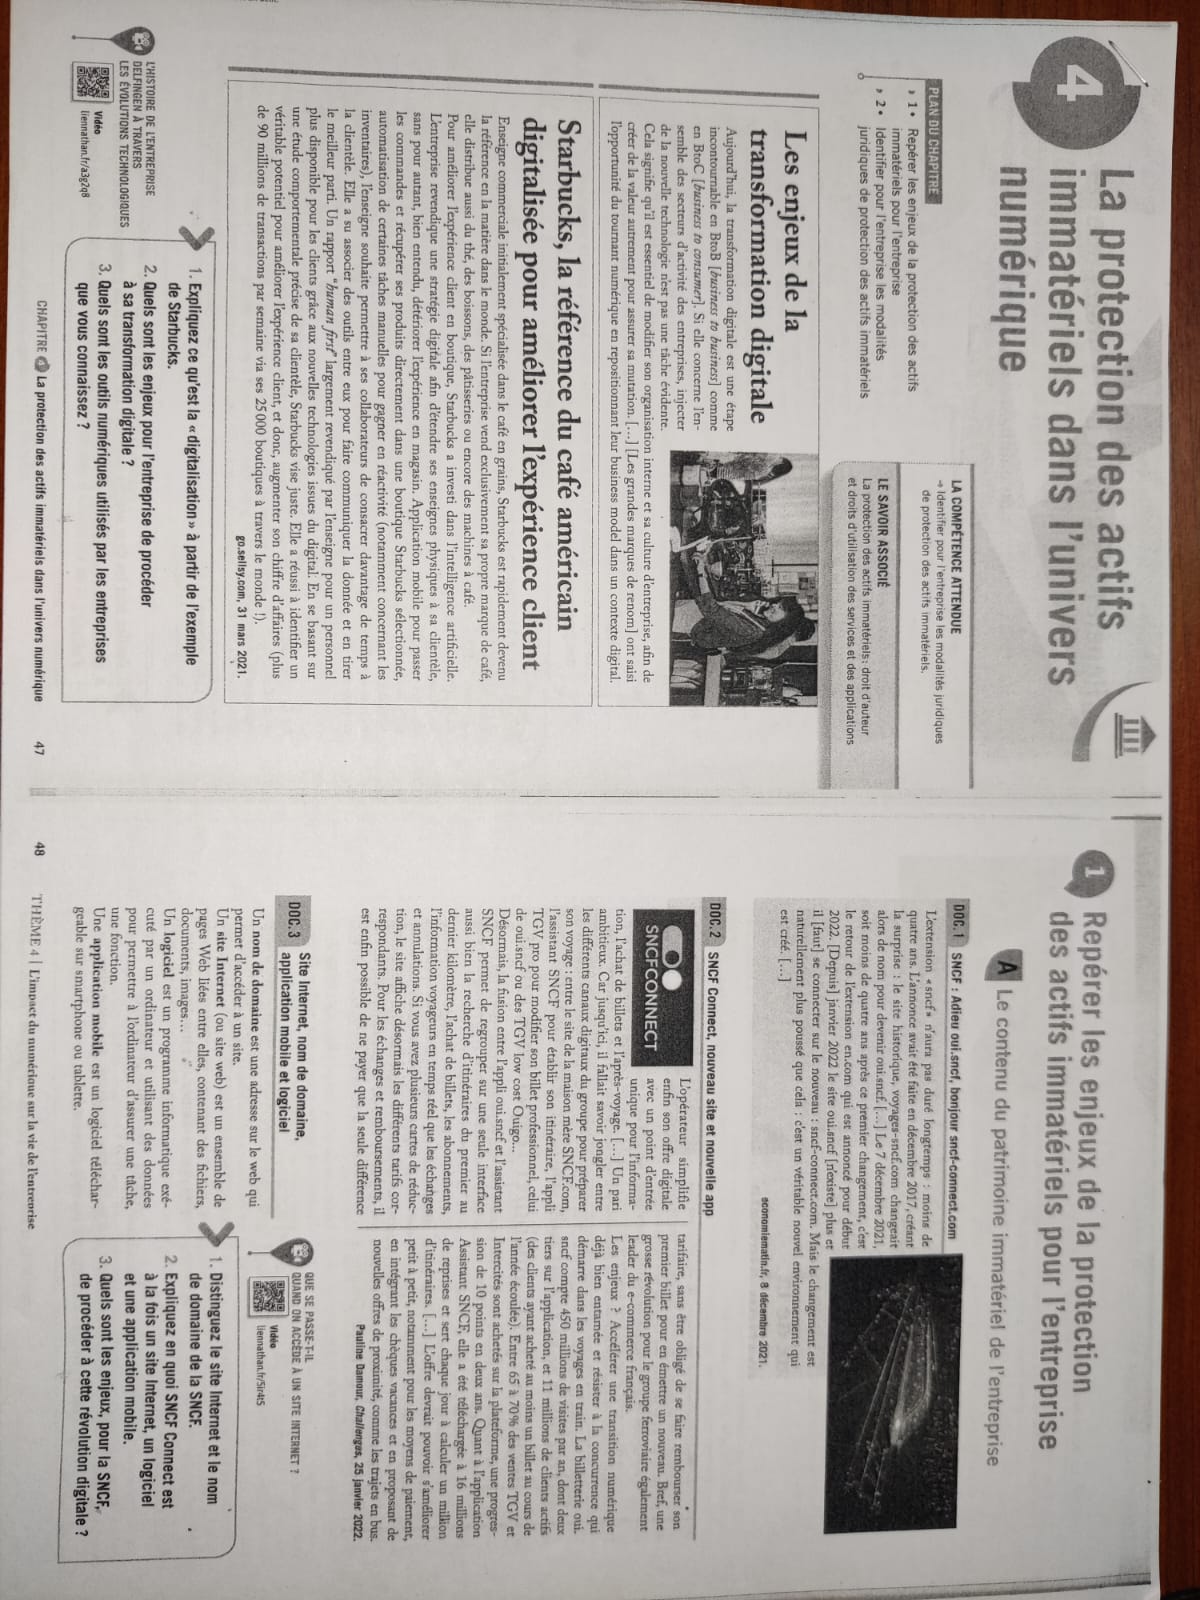 4
La protection des actifs
immatériels dans l'univers
numérique
PLAN DU CHAPITRE
1 • Repérer les enjeux de la protection des actifs
immatériels pour l'entreprise
2 • Identifier pour l'entreprise les modalités
juridiques de protection des actifs immatériels
LA COMPÉTENCE ATTENDUE
→ Identifier pour l'entreprise les modalités juridiques
de protection des actifs immatériels.
LE SAVOIR ASSOCIÉ
La protection des actifs immatériels : droit d'auteur
et droits d'utilisation des services et des applications
Les enjeux de la
transformation digitale
Aujourd'hui, la transformation digitale est une étape
incontournable en BtoB [business to business] comme
en BtoC [business to consumer]. Si elle concerne l'en-
semble des secteurs d'activité des entreprises, injecter
de la nouvelle technologie n'est pas une tâche évidente.
Cela signifie qu'il est essentiel de modifier son organisation interne et sa culture d'entreprise, afin de
créer de la valeur autrement pour assurer sa mutation. [...] [Les grandes marques de renom] ont saisi
l'opportunité du tournant numérique en repositionnant leur business model dans un contexte digital.
Starbucks, la référence du café américain
digitalisée pour améliorer l'expérience client
Enseigne commerciale initialement spécialisée dans le café en grains, Starbucks est rapidement devenu
la référence en la matière dans le monde. Si l'entreprise vend exclusivement sa propre marque de café,
elle distribue aussi du thé, des boissons, des pâtisseries ou encore des machines à café.
Pour améliorer l'expérience client en boutique, Starbucks a investi dans l'intelligence artificielle.
L'entreprise revendique une stratégie digitale afin d'étendre ses enseignes physiques à sa clientèle,
sans pour autant, bien entendu, détériorer l'expérience en magasin. Application mobile pour passer
les commandes et récupérer ses produits directement dans une boutique Starbucks sélectionnée,
automatisation de certaines tâches manuelles pour gagner en réactivité (notamment concernant les
inventaires), l'enseigne souhaite permettre à ses collaborateurs de consacrer davantage de temps à
la clientèle. Elle a su associer des outils entre eux pour faire communiquer la donnée et en tirer
le meilleur parti. Un rapport "human first" largement revendiqué par l'enseigne pour un personnel
plus disponible pour les clients grâce aux nouvelles technologies issues du digital. En se basant sur
une étude comportementale précise de sa clientèle, Starbucks vise juste. Elle a réussi à identifier un
véritable potentiel pour améliorer l'expérience client, et donc, augmenter son chiffre d'affaires (plus
de 90 millions de transactions par semaine via ses 25 000 boutiques à travers le monde !).
go.sellsy.com, 31 mars 2021.
L'HISTOIRE DE L'ENTREPRISE
DELFINGEN À TRAVERS
LES ÉVOLUTIONS TECHNOLOGIQUES
Vidéo
liennathan.fr/a3g2q8
1. Expliquez ce qu'est la « digitalisation » à partir de l'exemple
de Starbucks.
2. Quels sont les enjeux pour l'entreprise de procéder
à sa transformation digitale ?
3. Quels sont les outils numériques utilisés par les entreprises
que vous connaissez ?
CHAPITRE 4 La protection des actifs immatériels dans l'univers numérique 47
1 Repérer les enjeux de la protection
des actifs immatériels pour l'entreprise
A Le contenu du patrimoine immatériel de l'entreprise
DOC. 1 SNCF : Adieu oui.sncf, bonjour sncf-connect.com
L'extension « sncf » n'aura pas duré longtemps : moins de
quatre ans. L'annonce avait été faite en décembre 2017, créant
la surprise : le site historique, voyages-sncf.com changeait
alors de nom pour devenir oui.sncf. [...] Le 7 décembre 2021,
soit moins de quatre ans après ce premier changement, c'est
le retour de l'extension en.com qui est annoncé pour début
2022. [Depuis] janvier 2022 le site oui.sncf [n'existe] plus et
il [faut] se connecter sur le nouveau : sncf-connect.com. Mais le changement est
naturellement plus poussé que cela : c'est un véritable nouvel environnement qui
est créé. [...]
economiematin.fr, 8 décembre 2021.
DOC. 2 SNCF Connect, nouveau site et nouvelle app
SNCFCONNECT
L'opérateur simplifie
enfin son offre digitale
avec un point d'entrée
unique pour l'informa-
tion, l'achat de billets et l'après-voyage. [...] Un pari
ambitieux. Car jusqu'ici, il fallait savoir jongler entre
les différents canaux digitaux du groupe pour préparer
son voyage : entre le site de la maison mère SNCF.com,
l'assistant SNCF pour établir son itinéraire, l'appli
TGV pro pour modifier son billet professionnel, celui
de oui.sncf ou des TGV low cost Ouigo...
Désormais, la fusion entre l'appli oui.sncf et l'assistant
SNCF permet de regrouper sur une seule interface
aussi bien la recherche d'itinéraires du premier au
dernier kilomètre, l'achat de billets, les abonnements,
l'information voyageurs en temps réel que les échanges
et annulations. Si vous avez plusieurs cartes de réduc-
tion, le site affiche désormais les différents tarifs cor-
respondants. Pour les échanges et remboursements, il
est enfin possible de ne payer que la seule différence
tarifaire, sans être obligé de se faire rembourser son
premier billet pour en émettre un nouveau. Bref, une
grosse révolution pour le groupe ferroviaire également
leader du e-commerce français.
Les enjeux ? Accélérer une transition numérique
déjà bien entamée et résister à la concurrence qui
démarre dans les voyages en train. La billetterie oui.
sncf compte 450 millions de visites par an, dont deux
tiers sur l'application, et 11 millions de clients actifs
(des clients ayant acheté au moins un billet au cours de
l'année écoulée). Entre 65 à 70% des ventes TGV et
Intercités sont achetés sur la plateforme, une progres-
sion de 10 points en deux ans. Quant à l'application
Assistant SNCF, elle a été téléchargée à 16 millions
de reprises et sert chaque jour à calculer un million
d'itinéraires. [...] L'offre devrait pouvoir s'améliorer
petit à petit, notamment pour les moyens de paiement,
en intégrant les chèques vacances et en proposant de
nouvelles offres de proximité, comme les trajets en bus.
Pauline Damour, Challenges, 25 janvier 2022.
DOC. 3 Site Internet, nom de domaine,
application mobile et logiciel
Un nom de domaine est une adresse sur le web qui
permet d'accéder à un site.
Un site Internet (ou site web) est un ensemble de
pages Web liées entre elles, contenant des fichiers,
documents, images...
Un logiciel est un programme informatique exé-
cuté par un ordinateur et utilisant des données
pour permettre à l'ordinateur d'assurer une tâche,
une fonction.
Une application mobile est un logiciel téléchar-
geable sur smartphone ou tablette.
QUE SE PASSE-T-IL
QUAND ON ACCÈDE À UN SITE INTERNET ?
Vidéo
liennathan.fr/5ir4t5
1. Distinguez le site Internet et le nom
de domaine de la SNCF.
2. Expliquez en quoi SNCF Connect est
à la fois un site Internet, un logiciel
et une application mobile.
3. Quels sont les enjeux, pour la SNCF,
de procéder à cette révolution digitale ?
48 THÈME 4 | L'impact du numérique sur la vie de l'entreprise